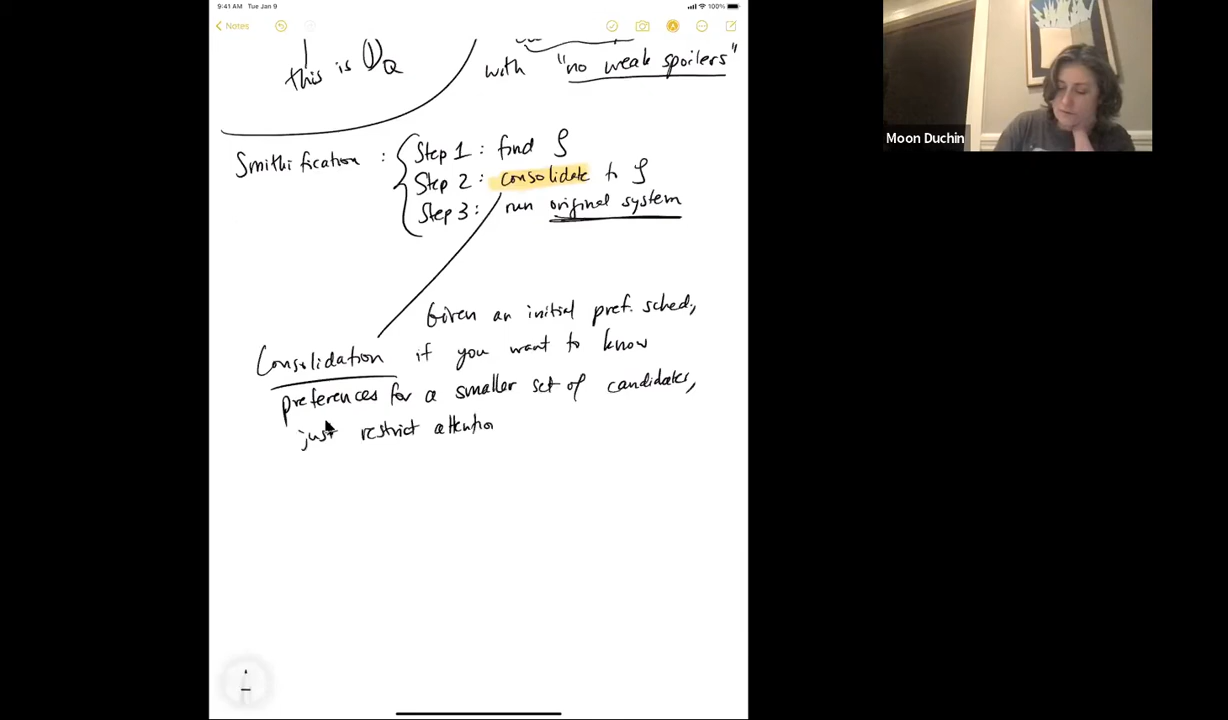 9:41 AM Tue Jan 9
100%
Notes
this is
with "no weak spoilers"
Smithification : Step 1 : find S
Step 2 : consolidate to S
Step 3 : run original system
Given an initial pref. sched.,
Consolidation if you want to know
preferences for a smaller set of candidates,
just restrict attention
Moon Duchin